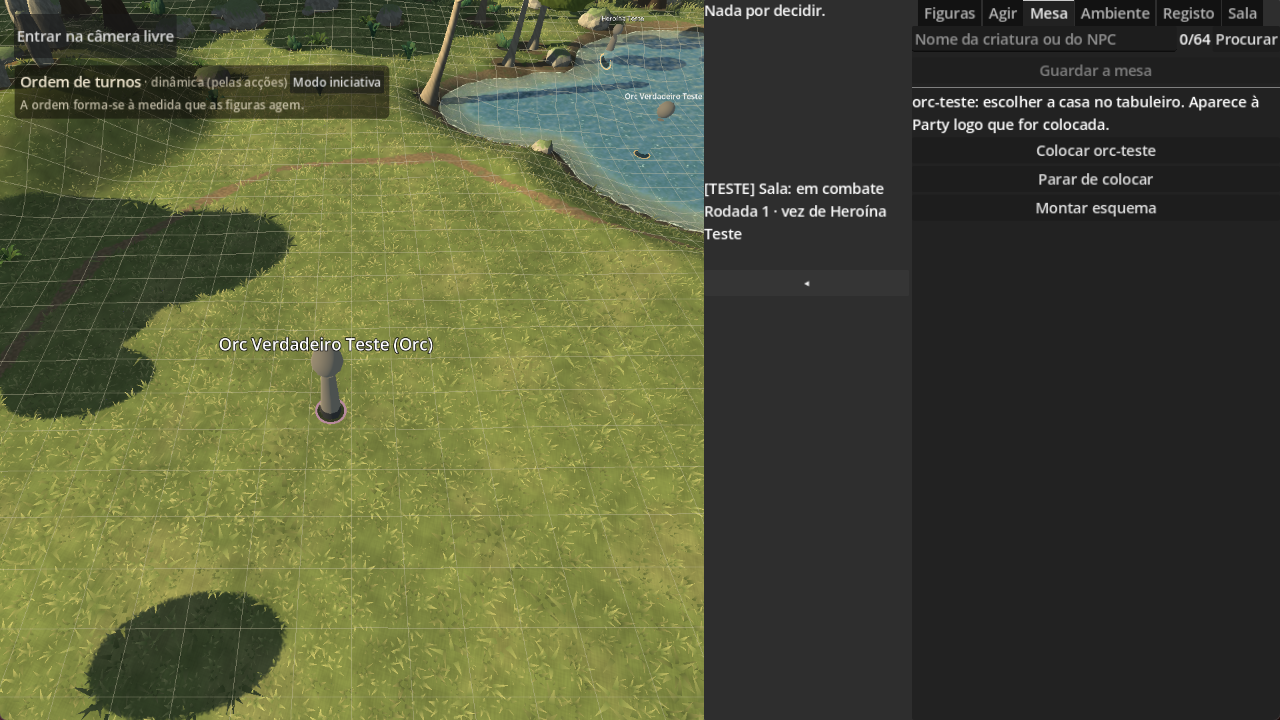 Entrar na câmera livre
Ordem de turnos · dinâmica (pelas acções) Modo iniciativa
A ordem forma-se à medida que as figuras agem.
Heroína Teste
Orc Verdadeiro Teste
Orc Verdadeiro Teste (Orc)
Nada por decidir.
[TESTE] Sala: em combate
Rodada 1 · vez de Heroína
Teste
Figuras Agir Mesa Ambiente Registo Sala
Nome da criatura ou do NPC 0/64 Procurar
Guardar a mesa
orc-teste: escolher a casa no tabuleiro. Aparece à
Party logo que for colocada.
Colocar orc-teste
Parar de colocar
Montar esquema